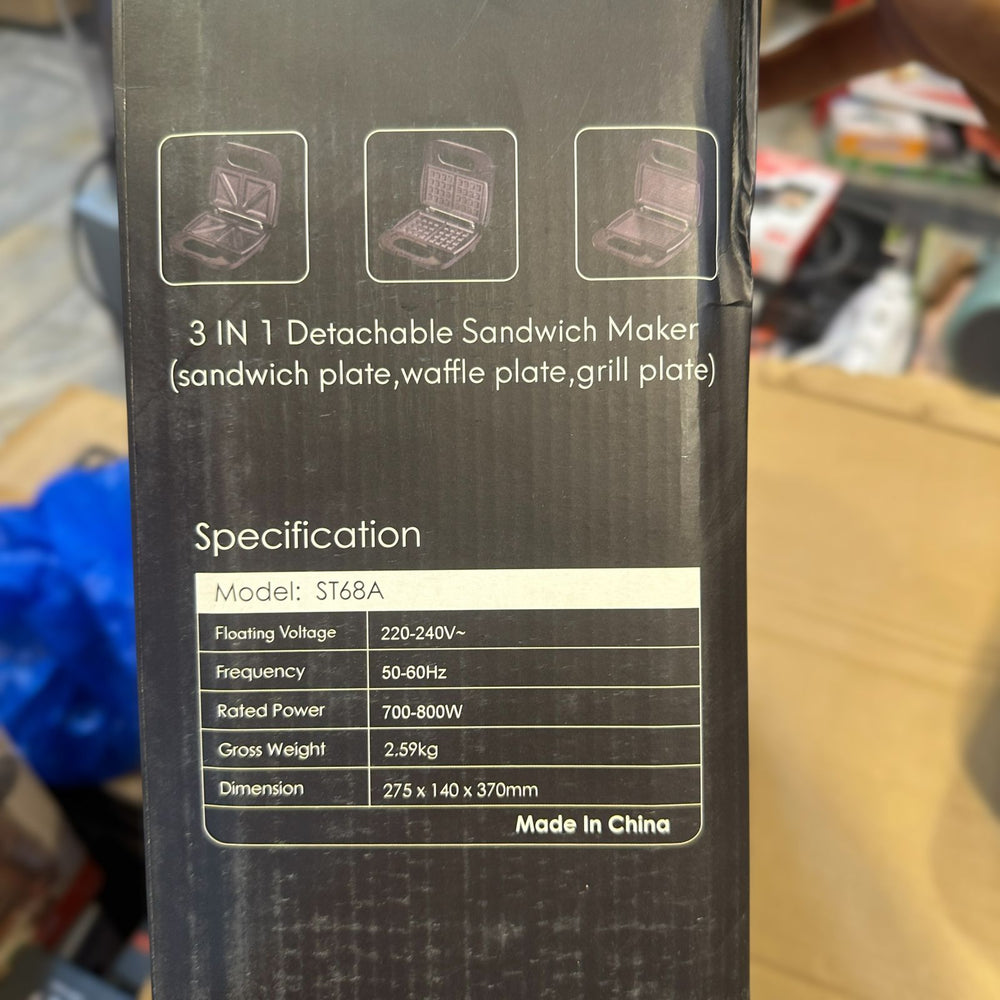 3 IN 1 Detachable Sandwich Maker
(sandwich plate,waffle plate,grill plate)
Specification
Model: ST68A
Floating Voltage 220-240V~
Frequency 50-60Hz
Rated Power 700-800W
Gross Weight 2.59kg
Dimension 275 x 140 x 370mm
Made In China